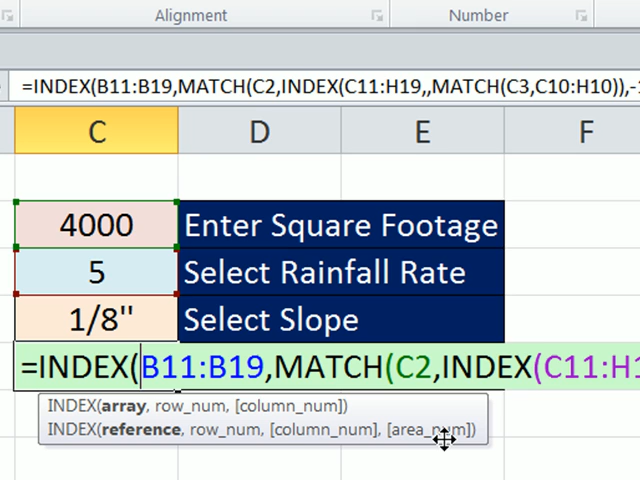 Alignment
Number
=INDEX(B11:B19,MATCH(C2,INDEX(C11:H19,,MATCH(C3,C10:H10)),-1
C D E F
4000 Enter Square Footage
5 Select Rainfall Rate
1/8" Select Slope
=INDEX(B11:B19,MATCH(C2,INDEX(C11:H1
INDEX(array, row_num, [column_num])
INDEX(reference, row_num, [column_num], [area_num])